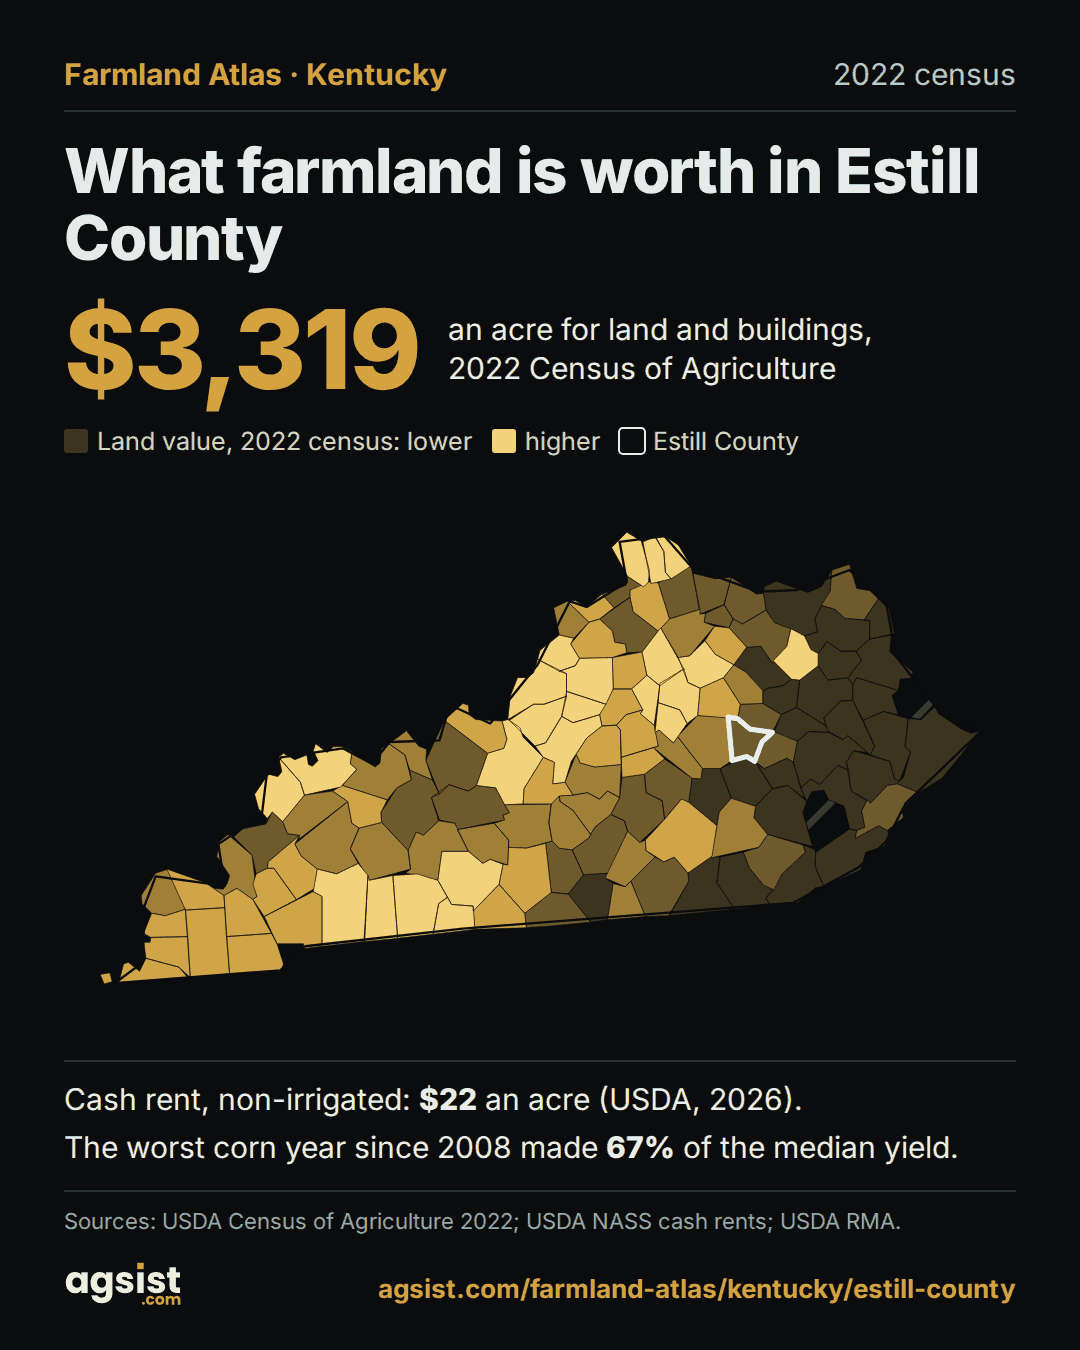 Farmland Atlas · Kentucky
2022 census
What farmland is worth in Estill
County
$3,319
an acre for land and buildings,
2022 Census of Agriculture
Land value, 2022 census: lower
higher
Estill County
Cash rent, non-irrigated: $22 an acre (USDA, 2026).
The worst corn year since 2008 made 67% of the median yield.
Sources: USDA Census of Agriculture 2022; USDA NASS cash rents; USDA RMA.
agsist
.com
agsist.com/farmland-atlas/kentucky/estill-county